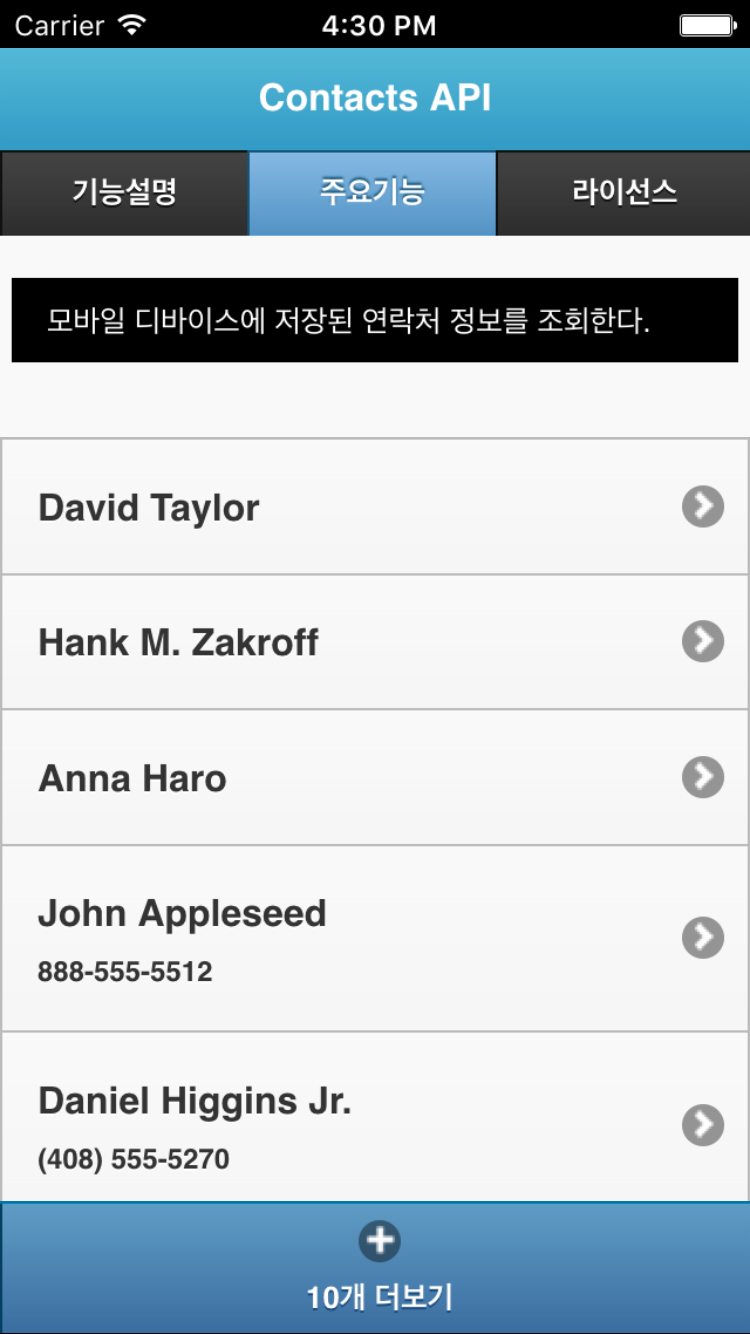 Carrier 4:30 PM
Contacts API
기능설명 주요기능 라이선스
모바일 디바이스에 저장된 연락처 정보를 조회한다.
David Taylor
Hank M. Zakroff
Anna Haro
John Appleseed
888-555-5512
Daniel Higgins Jr.
(408) 555-5270
10개 더보기